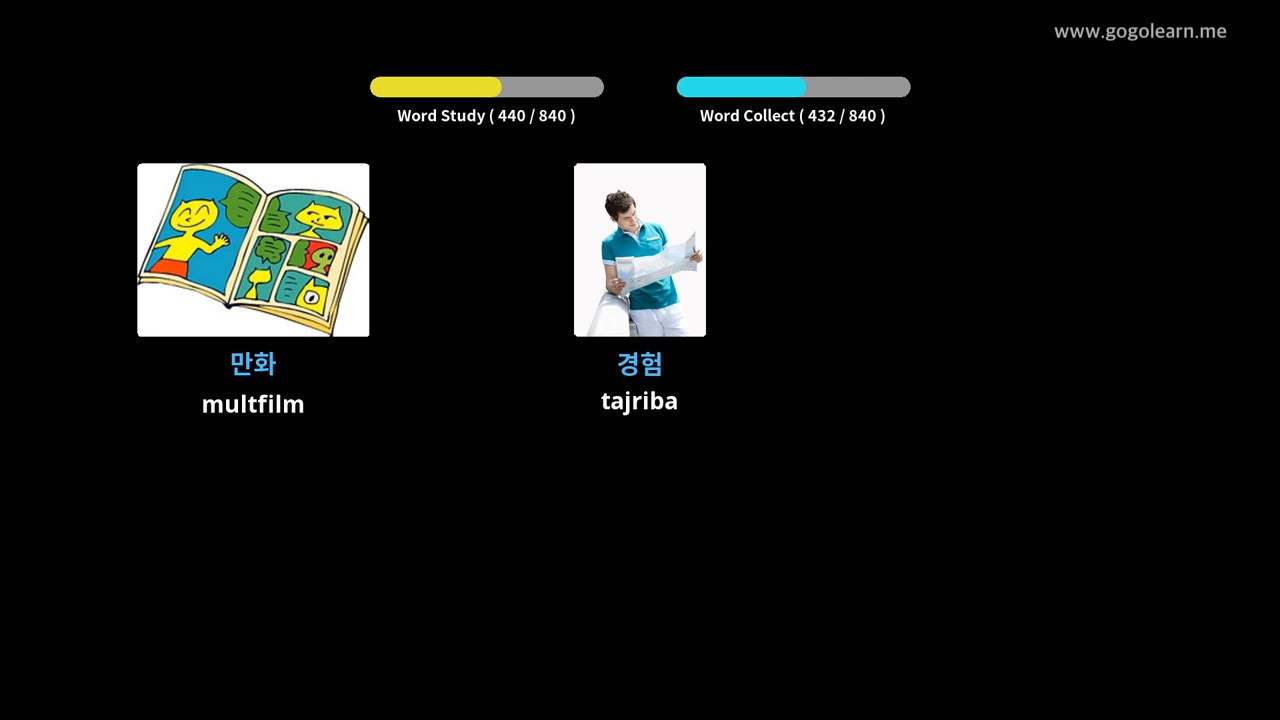 www.gogolearn.me
Word Study ( 440 / 840 )
Word Collect ( 432 / 840 )
만화
multfilm
경험
tajriba